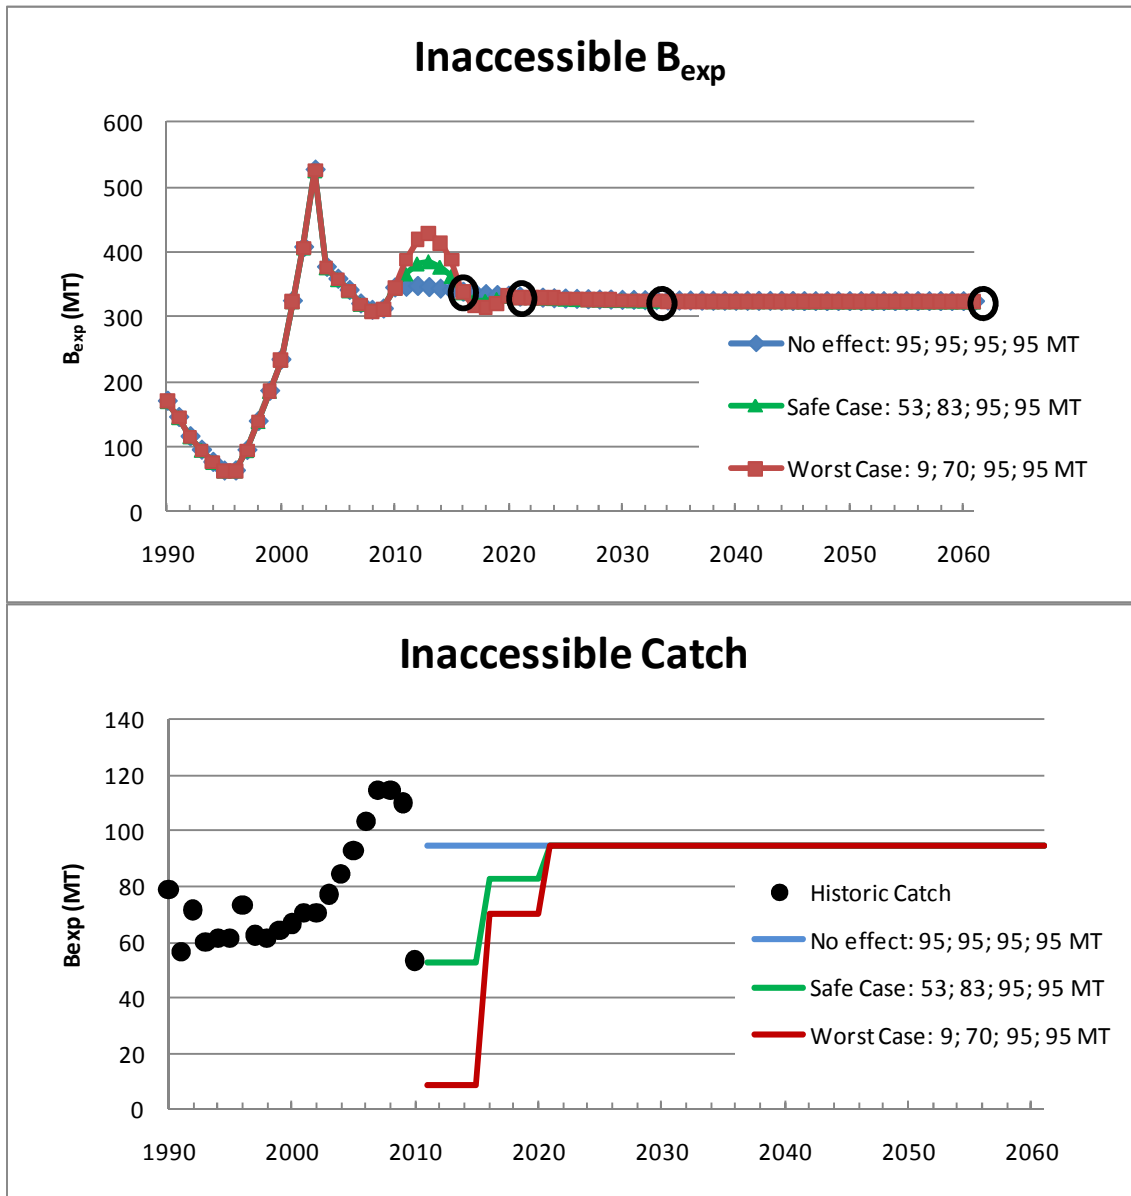 Inaccessible Bexp
Bexp (MT)
600
500
400
300
200
100
0
No effect: 95; 95; 95; 95 MT
Safe Case: 53; 83; 95; 95 MT
Worst Case: 9; 70; 95; 95 MT
1990 2000 2010 2020 2030 2040 2050 2060
Inaccessible Catch
Bexp (MT)
140
120
100
80
60
40
20
0
Historic Catch
No effect: 95; 95; 95; 95 MT
Safe Case: 53; 83; 95; 95 MT
Worst Case: 9; 70; 95; 95 MT
1990 2000 2010 2020 2030 2040 2050 2060